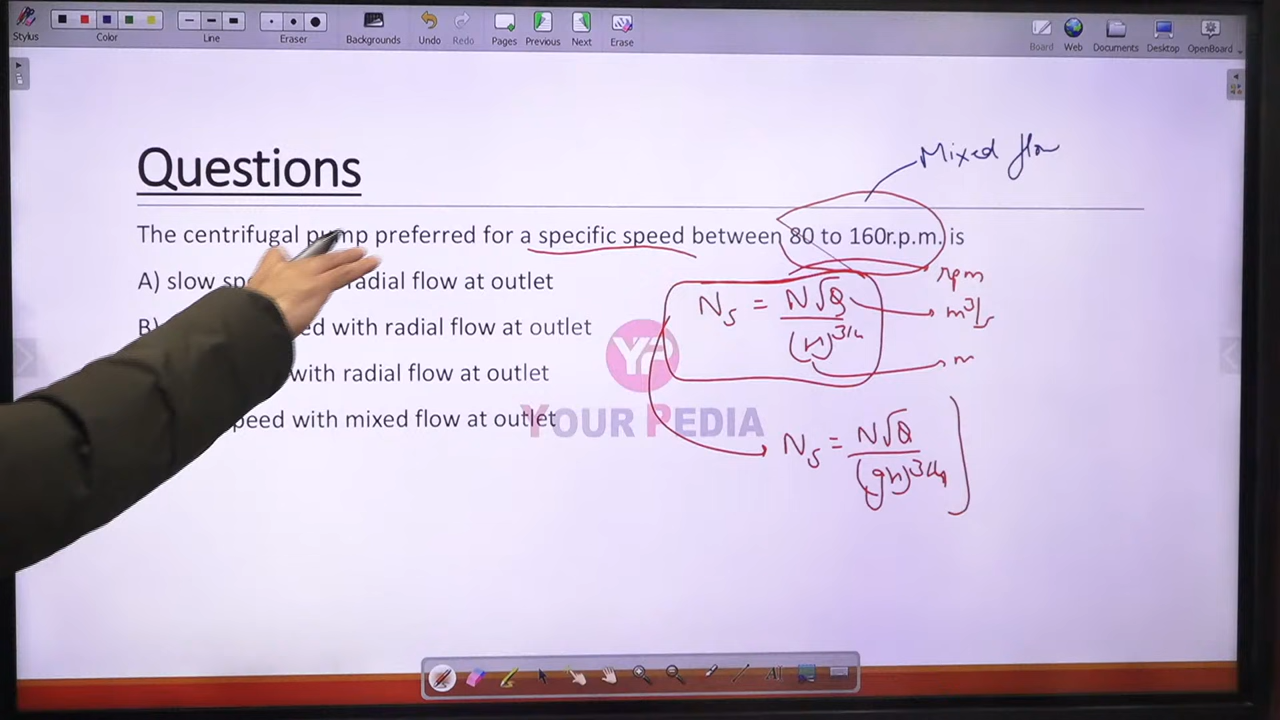 Stylus
Color
Line
Eraser
Backgrounds
Undo
Redo
Pages
Previous
Next
Erase
Board
Web
Documents
Desktop
OpenBoard
Mixed flow
Questions
The centrifugal pump preferred for a specific speed between 80 to 160r.p.m. is
A) slow radial flow at outlet
B) with radial flow at outlet
with radial flow at outlet
speed with mixed flow at outlet
rpm
Ns = N√Q / (H)^3/4
m³/s
m
YP
YOUR PEDIA
Ns = N√Q / (gH)^3/4